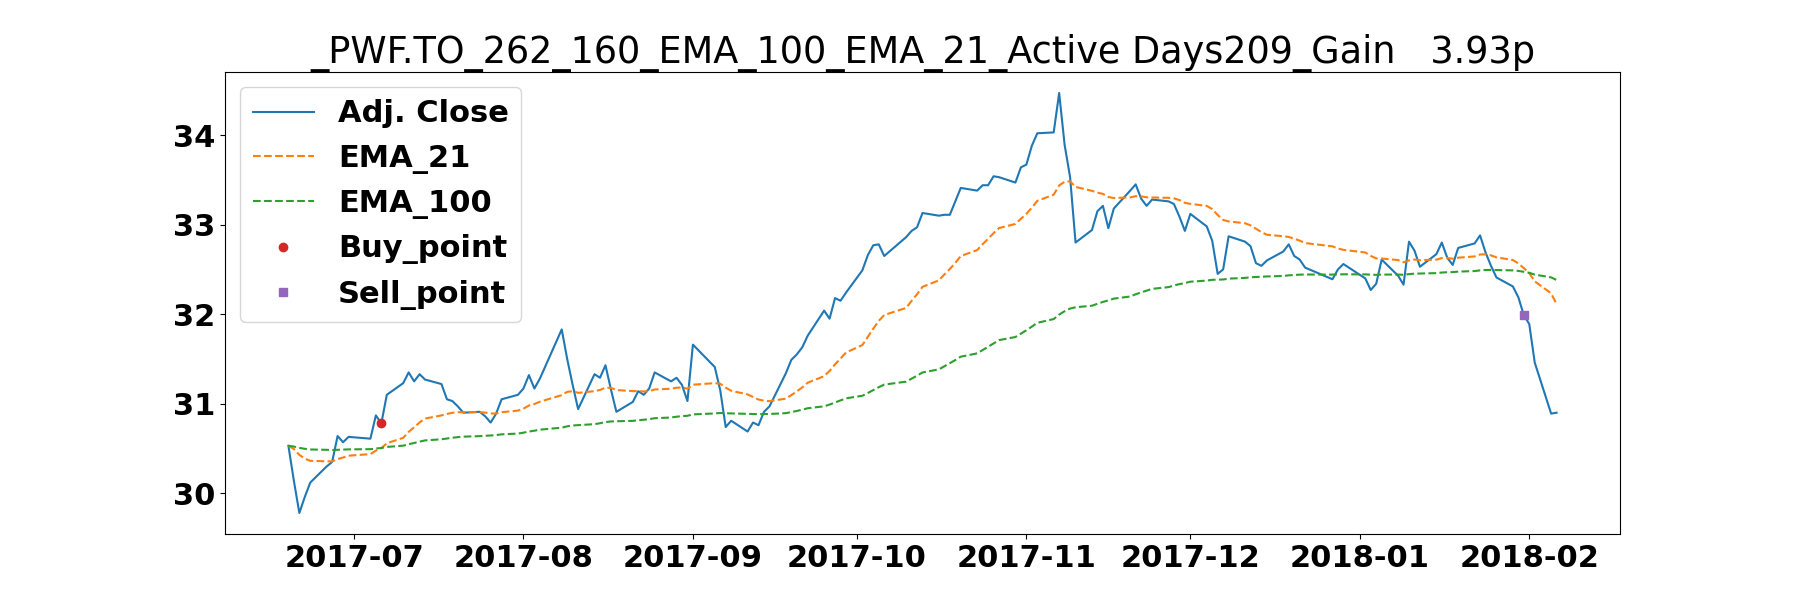 _PWF.TO_262_160_EMA_100_EMA_21_Active Days209_Gain   3.93p
Adj. Close
EMA_21
EMA_100
Buy_point
Sell_point
34
33
32
31
30
2017-07 2017-08 2017-09 2017-10 2017-11 2017-12 2018-01 2018-02